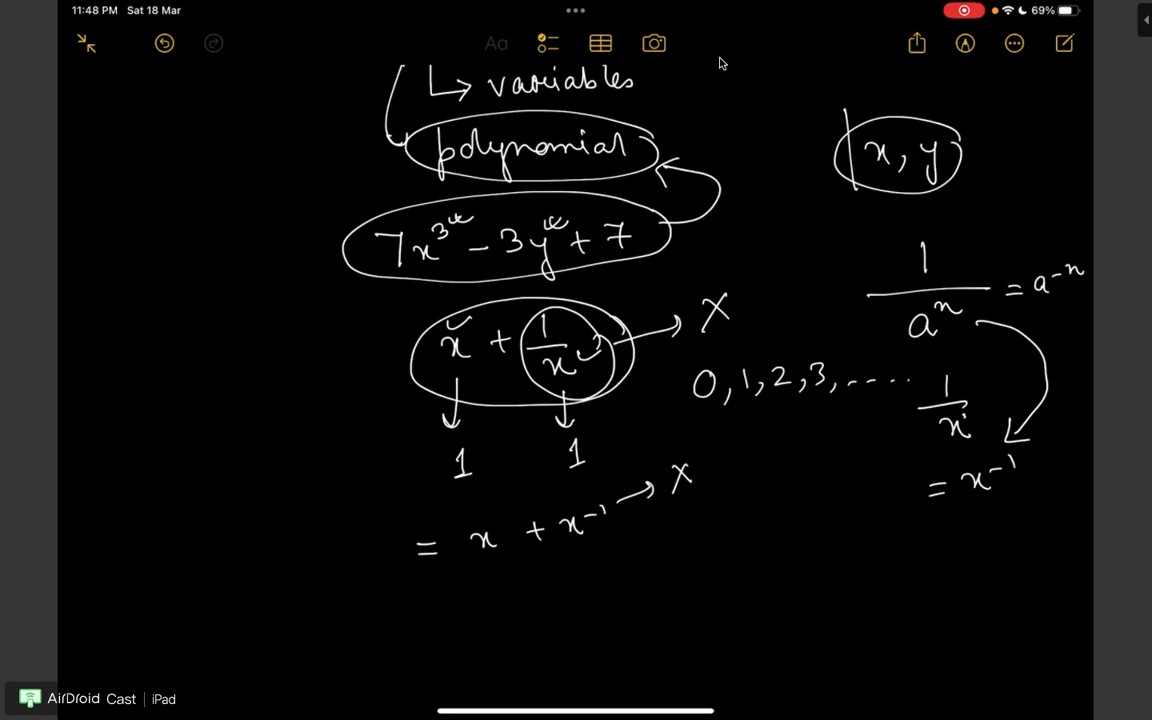 11:48 PM Sat 18 Mar
69%
Aa
↳ variables
polynomial
x, y
7x³ - 3y + 7
1/aⁿ = a⁻ⁿ
x + 1/x → X
0, 1, 2, 3, ....
1/x
1 1
= x⁻¹
= x + x⁻¹ → X
AirDroid Cast | iPad